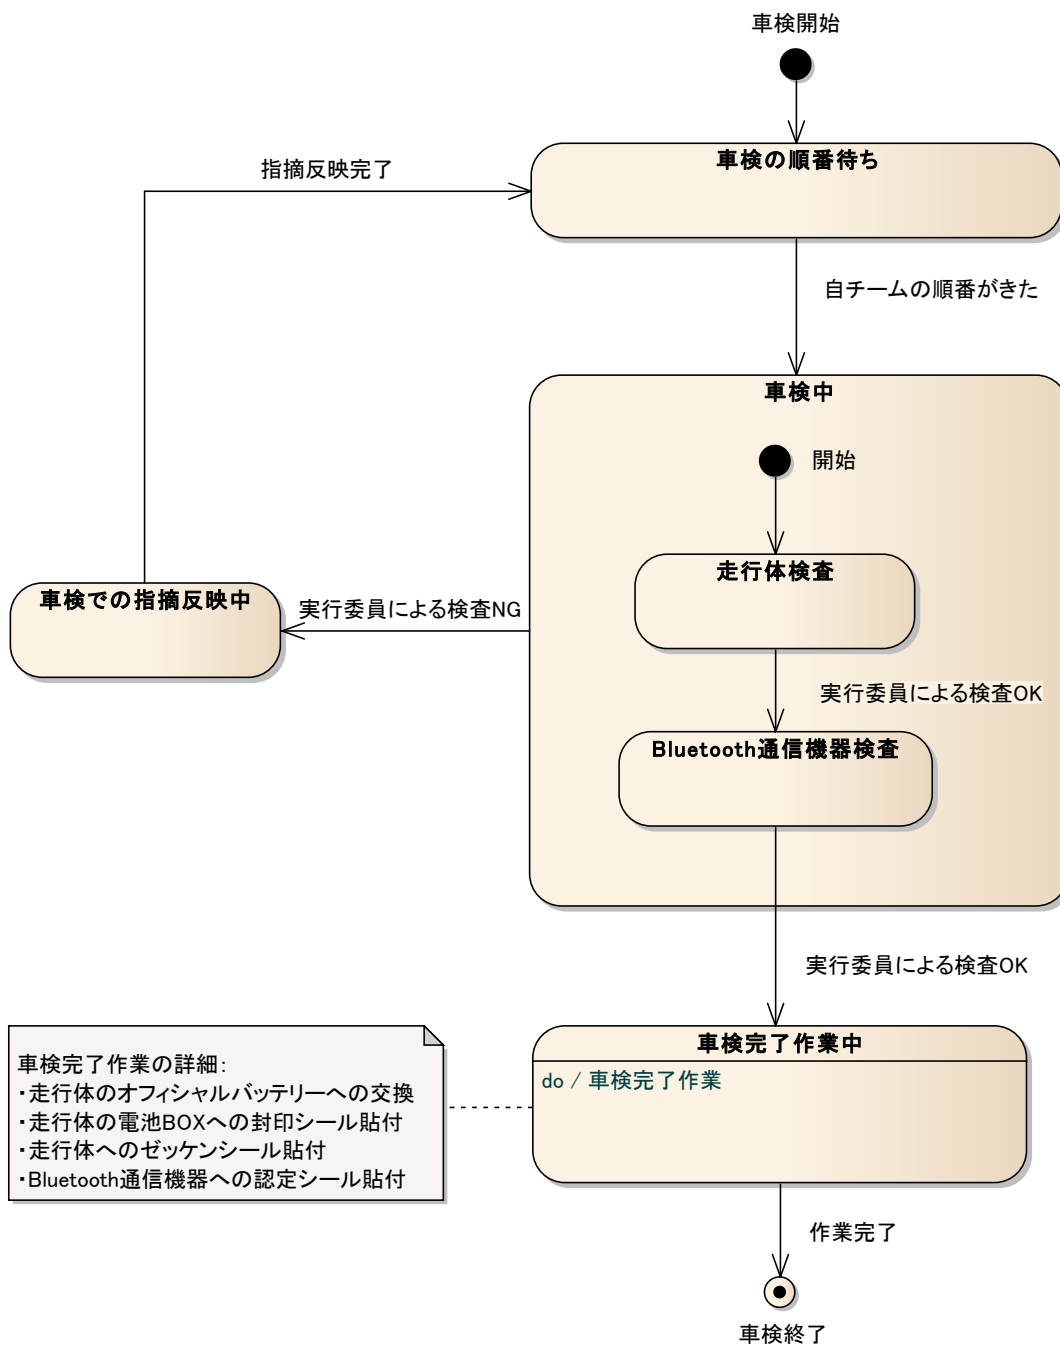 車検開始
車検の順番待ち
指摘反映完了
自チームの順番がきた
車検中
開始
走行体検査
車検での指摘反映中
実行委員による検査NG
実行委員による検査OK
Bluetooth通信機器検査
実行委員による検査OK
車検完了作業中
do / 車検完了作業
車検完了作業の詳細:
・走行体のオフィシャルバッテリーへの交換
・走行体の電池BOXへの封印シール貼付
・走行体へのゼッケンシール貼付
・Bluetooth通信機器への認定シール貼付
作業完了
車検終了